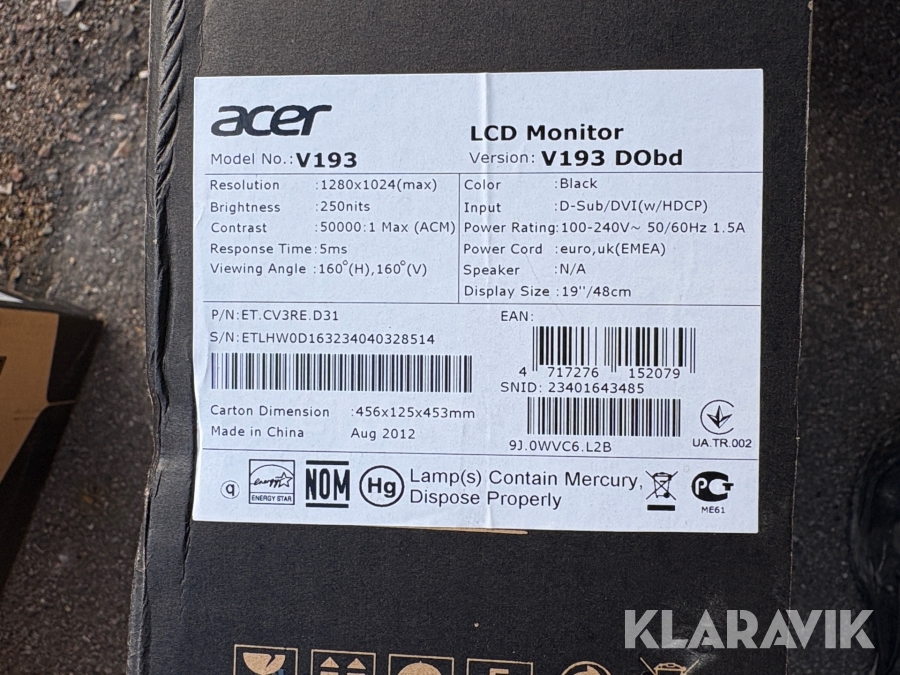 acer
Model No.: V193
LCD Monitor
Version: V193 DObd
Resolution :1280x1024(max)
Brightness :250nits
Contrast :50000:1 Max (ACM)
Response Time :5ms
Viewing Angle :160°(H),160°(V)
Color :Black
Input :D-Sub/DVI(w/HDCP)
Power Rating:100-240V~ 50/60Hz 1.5A
Power Cord :euro,uk(EMEA)
Speaker :N/A
Display Size :19''/48cm
P/N:ET.CV3RE.D31
S/N:ETLHW0D163234040328514
EAN:
4 717276 152079
SNID: 23401643485
Carton Dimension :456x125x453mm
Made in China Aug 2012
9J.0WVC6.L2B
UA.TR.002
q
energy
ENERGY STAR
NOM
Hg
Lamp(s) Contain Mercury,
Dispose Properly
PCT
ME61
KLARAVIK